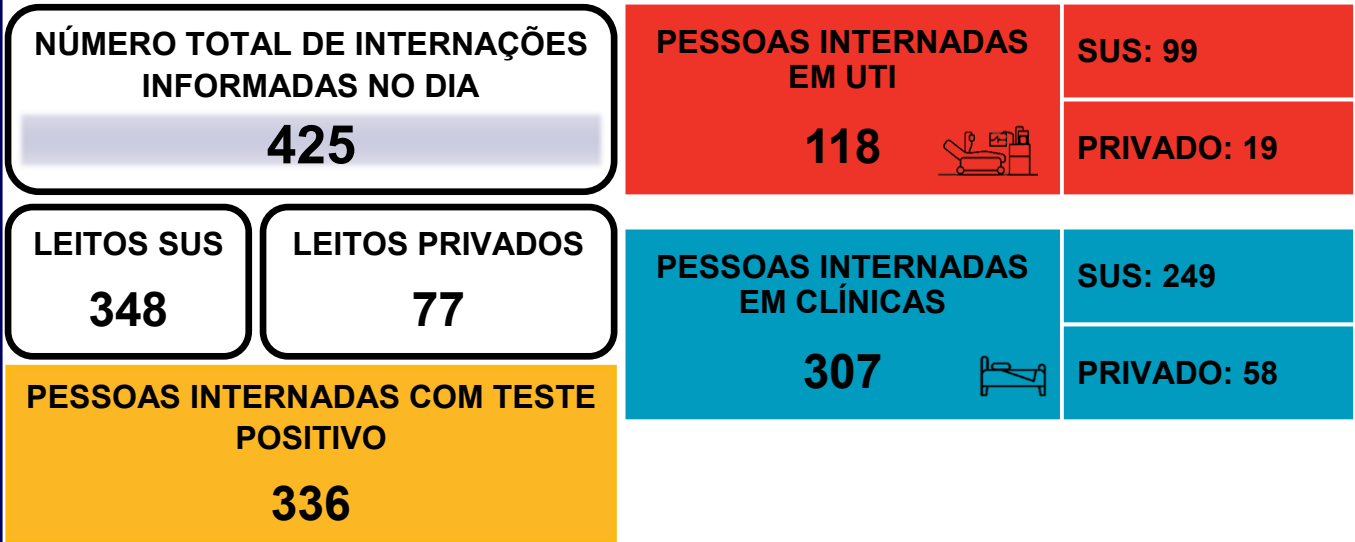 NÚMERO TOTAL DE INTERNAÇÕES
INFORMADAS NO DIA
425
LEITOS SUS
348
LEITOS PRIVADOS
77
PESSOAS INTERNADAS COM TESTE
POSITIVO
336
PESSOAS INTERNADAS
EM UTI
118
SUS: 99
PRIVADO: 19
PESSOAS INTERNADAS
EM CLÍNICAS
307
SUS: 249
PRIVADO: 58